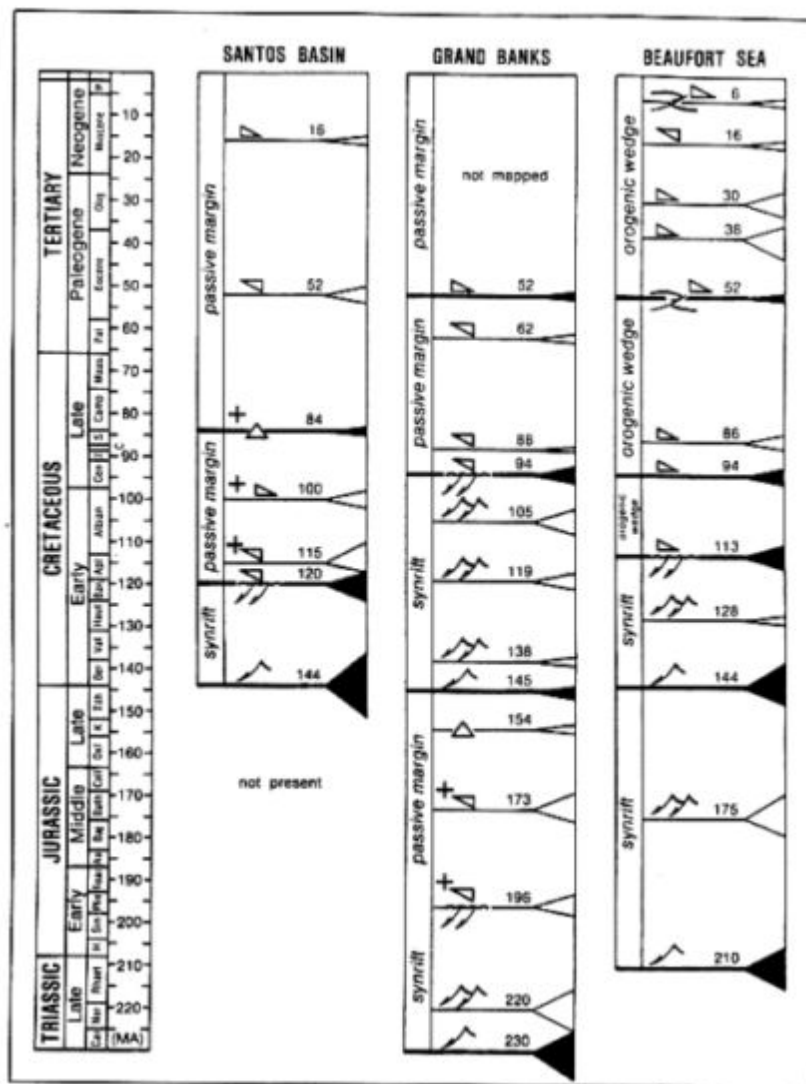 SANTOS BASIN
GRAND BANKS
BEAUFORT SEA
TERTIARY
Neogene
Miocene
Paleogene
Olig
Eocene
Pal
CRETACEOUS
Late
Maas
Camp
S
Early
Albian
Apt
Haut
Val
JURASSIC
Late
K
Middle
Early
TRIASSIC
Late
10
20
30
40
50
60
70
80
90
100
110
120
130
140
150
160
170
180
190
200
210
220
(MA)
passive margin
16
52
84
passive margin
100
115
120
synrift
144
not present
passive margin
not mapped
52
passive margin
62
88
94
synrift
105
119
138
145
passive margin
154
173
196
synrift
220
230
orogenic wedge
6
16
30
38
52
orogenic wedge
86
94
orogenic wedge
113
synrift
128
144
synrift
175
210